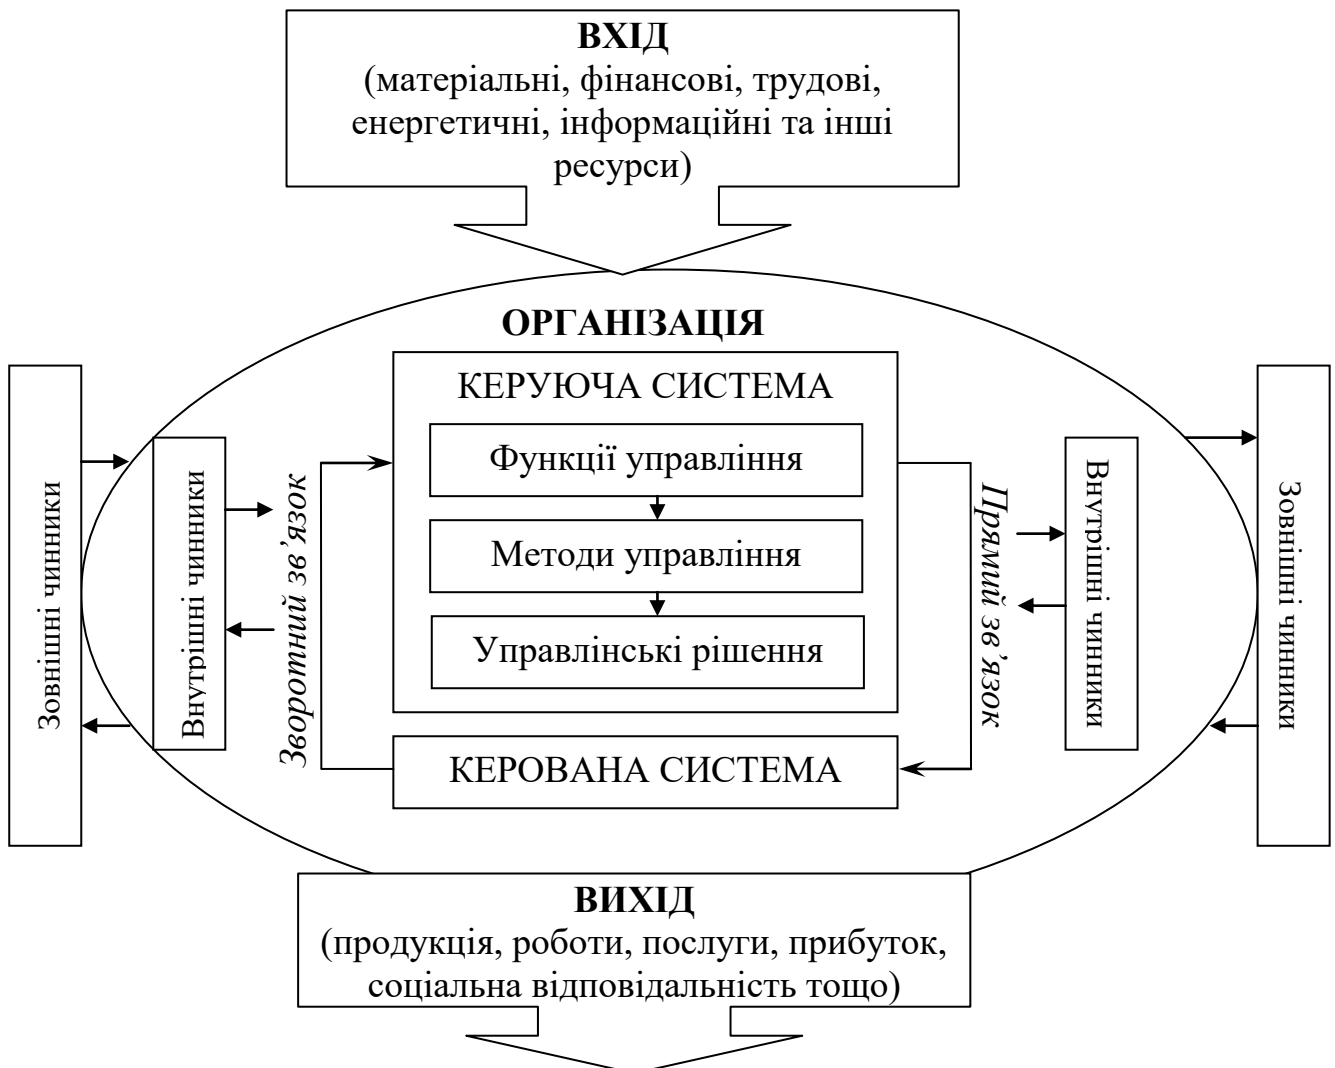 ВХІД
(матеріальні, фінансові, трудові,
енергетичні, інформаційні та інші
ресурси)
ОРГАНІЗАЦІЯ
КЕРУЮЧА СИСТЕМА
Функції управління
Методи управління
Управлінські рішення
КЕРОВАНА СИСТЕМА
Зовнішні чинники
Внутрішні чинники
Зворотний зв’язок
Прямий зв’язок
Внутрішні чинники
Зовнішні чинники
ВИХІД
(продукція, роботи, послуги, прибуток,
соціальна відповідальність тощо)